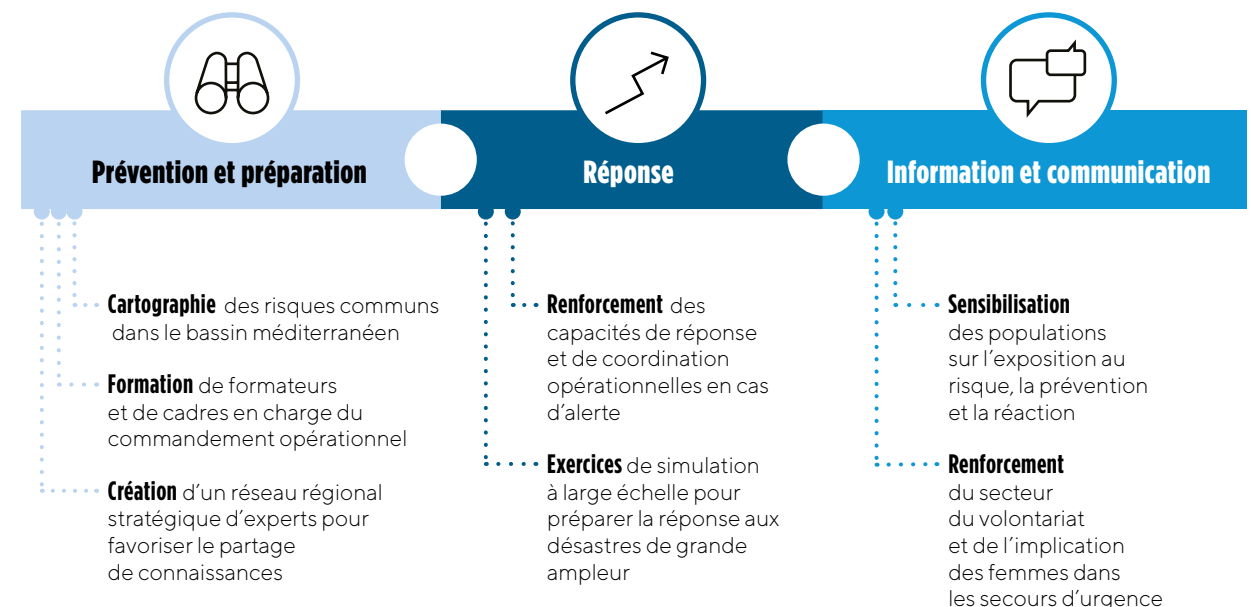 Prévention et préparation
Cartographie des risques communs
dans le bassin méditerranéen
Formation de formateurs
et de cadres en charge du
commandement opérationnel
Création d’un réseau régional
stratégique d’experts pour
favoriser le partage
de connaissances
Réponse
Renforcement des
capacités de réponse
et de coordination
opérationnelles en cas
d’alerte
Exercices de simulation
à large échelle pour
préparer la réponse aux
désastres de grande
ampleur
Information et communication
Sensibilisation
des populations
sur l’exposition au
risque, la prévention
et la réaction
Renforcement
du secteur
du volontariat
et de l’implication
des femmes dans
les secours d’urgence